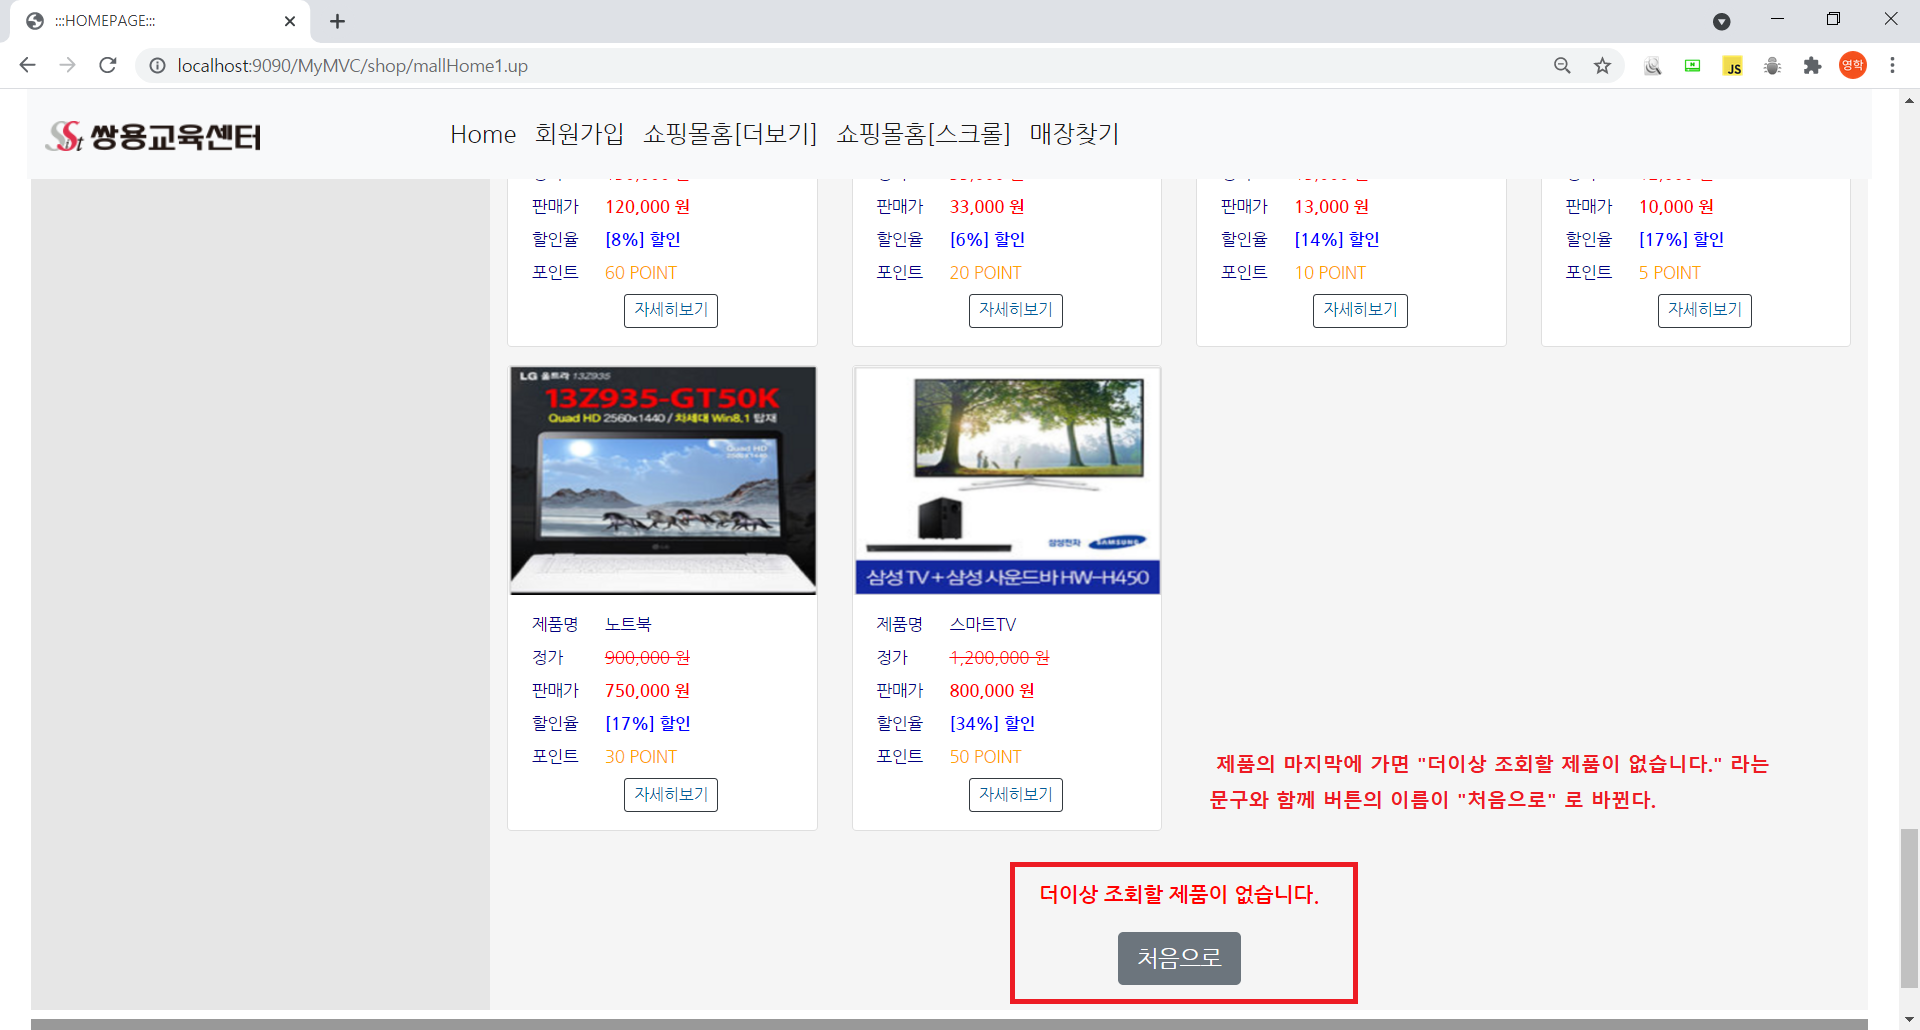 :::HOMEPAGE:::
localhost:9090/MyMVC/shop/mallHome1.up
JS
영학
SSit 쌍용교육센터
Home 회원가입 쇼핑몰홈[더보기] 쇼핑몰홈[스크롤] 매장찾기
판매가 120,000 원
할인율 [8%] 할인
포인트 60 POINT
자세히보기
판매가 33,000 원
할인율 [6%] 할인
포인트 20 POINT
자세히보기
판매가 13,000 원
할인율 [14%] 할인
포인트 10 POINT
자세히보기
판매가 10,000 원
할인율 [17%] 할인
포인트 5 POINT
자세히보기
LG 울트라 13Z935
13Z935-GT50K
Quad HD 2560x1440 / 차세대 Win8.1 탑재
Quad HD
LG
제품명 노트북
정가 900,000 원
판매가 750,000 원
할인율 [17%] 할인
포인트 30 POINT
자세히보기
삼성전자 SAMSUNG
삼성 TV + 삼성 사운드바 HW-H450
제품명 스마트TV
정가 1,200,000 원
판매가 800,000 원
할인율 [34%] 할인
포인트 50 POINT
자세히보기
제품의 마지막에 가면 "더이상 조회할 제품이 없습니다." 라는
문구와 함께 버튼의 이름이 "처음으로" 로 바뀐다.
더이상 조회할 제품이 없습니다.
처음으로